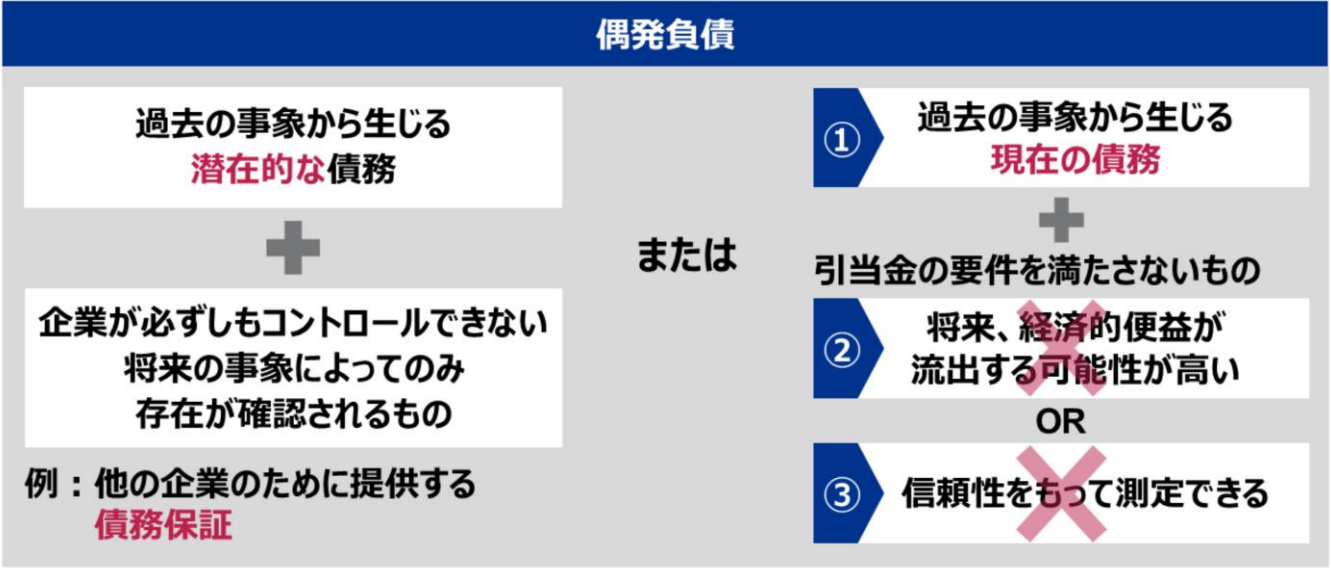 偶発負債
過去の事象から生じる
潜在的な債務
企業が必ずしもコントロールできない
将来の事象によってのみ
存在が確認されるもの
例：他の企業のために提供する
債務保証
または
① 過去の事象から生じる
現在の債務
引当金の要件を満たさないもの
② 将来、経済的便益が
流出する可能性が高い
OR
③ 信頼性をもって測定できる